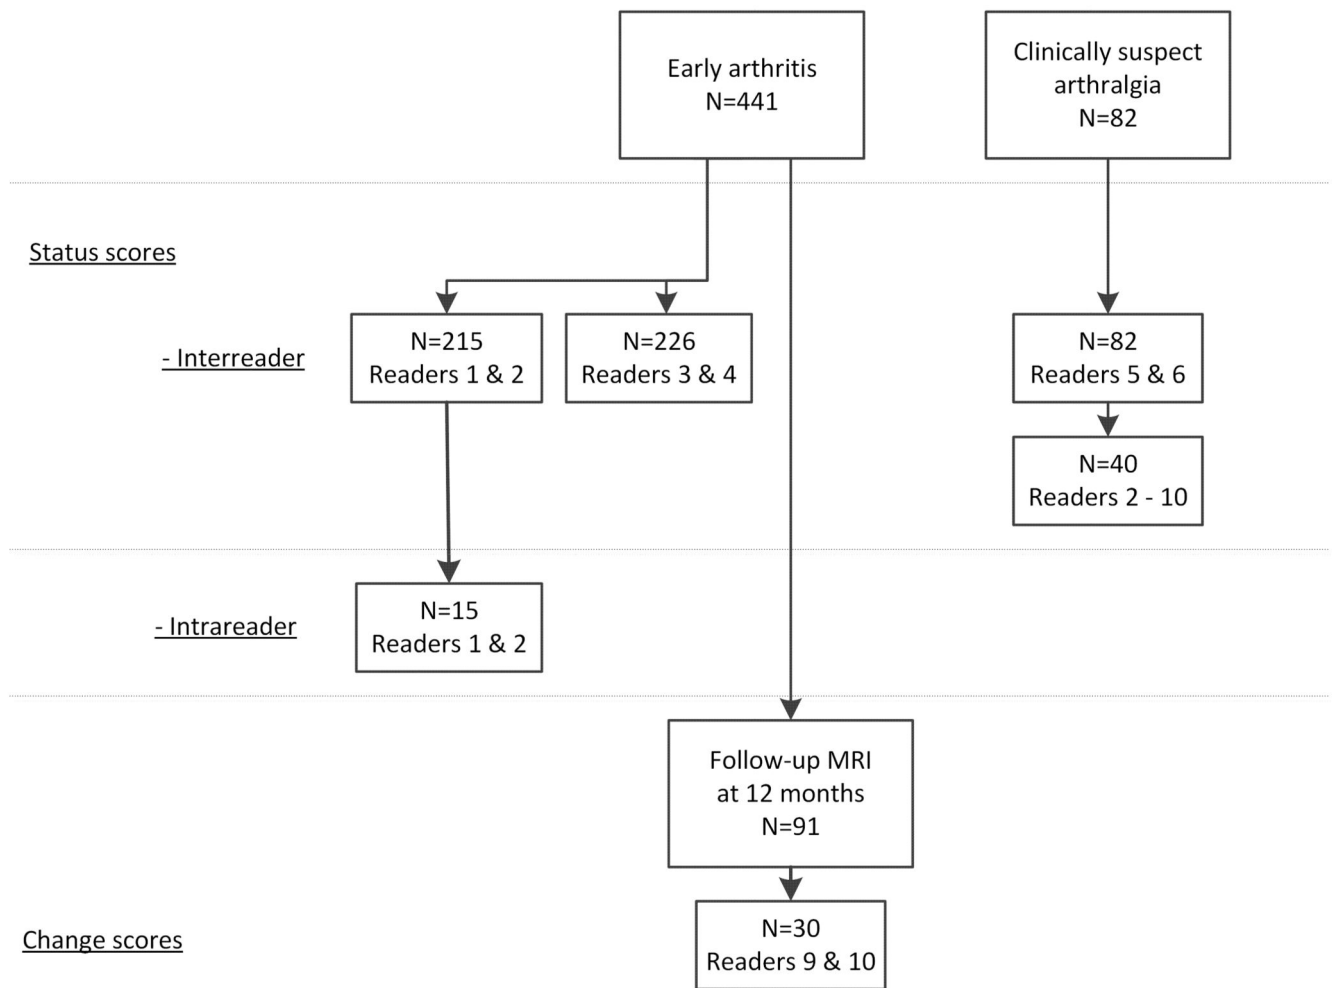 Early arthritis
N=441
Clinically suspect
arthralgia
N=82
Status scores
- Interreader
N=215
Readers 1 & 2
N=226
Readers 3 & 4
N=82
Readers 5 & 6
N=40
Readers 2 - 10
- Intrareader
N=15
Readers 1 & 2
Follow-up MRI
at 12 months
N=91
Change scores
N=30
Readers 9 & 10